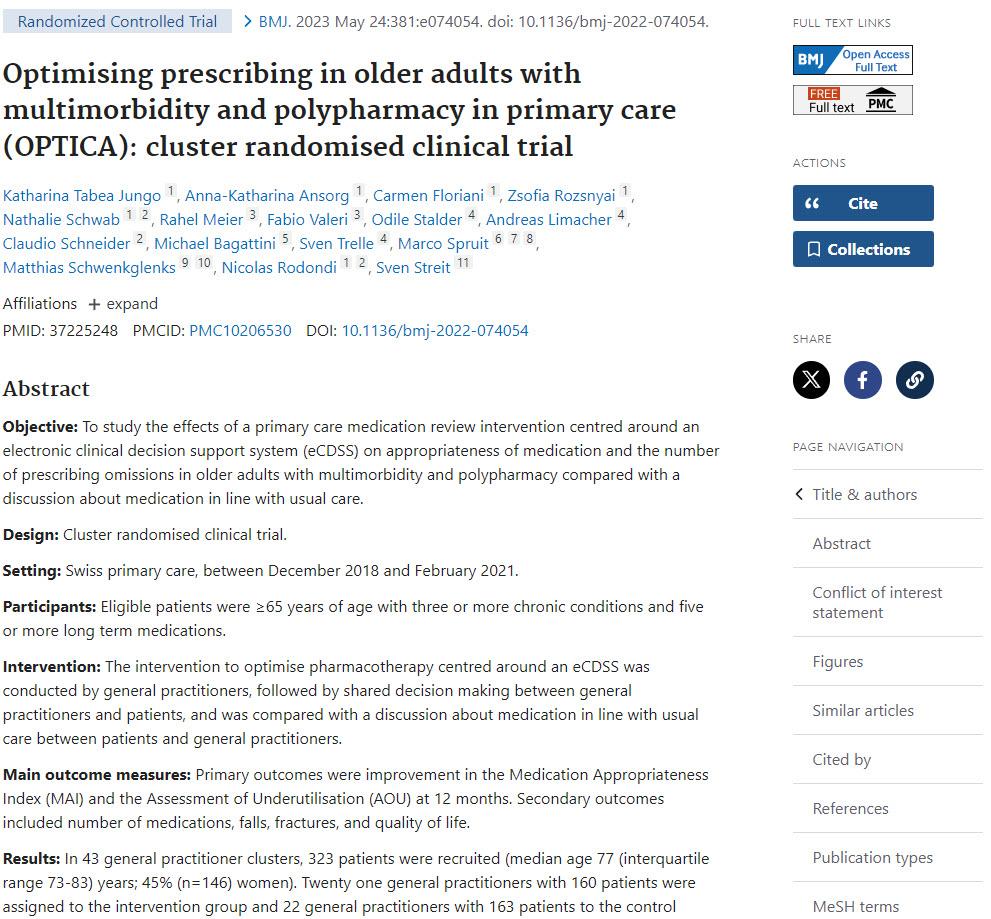 Randomized Controlled Trial > BMJ. 2023 May 24:381:e074054. doi: 10.1136/bmj-2022-074054.
Optimising prescribing in older adults with
multimorbidity and polypharmacy in primary care
(OPTICA): cluster randomised clinical trial
Katharina Tabea Jungo 1, Anna-Katharina Ansorg 1, Carmen Floriani 1, Zsofia Rozsnyai 1,
Nathalie Schwab 1 2, Rahel Meier 3, Fabio Valeri 3, Odile Stalder 4, Andreas Limacher 4,
Claudio Schneider 2, Michael Bagattini 5, Sven Trelle 4, Marco Spruit 6 7 8,
Matthias Schwenkglenks 9 10, Nicolas Rodondi 1 2, Sven Streit 11
Affiliations + expand
PMID: 37225248 PMCID: PMC10206530 DOI: 10.1136/bmj-2022-074054
Abstract
Objective: To study the effects of a primary care medication review intervention centred around an
electronic clinical decision support system (eCDSS) on appropriateness of medication and the number
of prescribing omissions in older adults with multimorbidity and polypharmacy compared with a
discussion about medication in line with usual care.
Design: Cluster randomised clinical trial.
Setting: Swiss primary care, between December 2018 and February 2021.
Participants: Eligible patients were ≥65 years of age with three or more chronic conditions and five
or more long term medications.
Intervention: The intervention to optimise pharmacotherapy centred around an eCDSS was
conducted by general practitioners, followed by shared decision making between general
practitioners and patients, and was compared with a discussion about medication in line with usual
care between patients and general practitioners.
Main outcome measures: Primary outcomes were improvement in the Medication Appropriateness
Index (MAI) and the Assessment of Underutilisation (AOU) at 12 months. Secondary outcomes
included number of medications, falls, fractures, and quality of life.
Results: In 43 general practitioner clusters, 323 patients were recruited (median age 77 (interquartile
range 73-83) years; 45% (n=146) women). Twenty one general practitioners with 160 patients were
assigned to the intervention group and 22 general practitioners with 163 patients to the control
FULL TEXT LINKS
BMJ Open Access
Full Text
FREE
Full text PMC
ACTIONS
Cite
Collections
SHARE
PAGE NAVIGATION
Title & authors
Abstract
Conflict of interest
statement
Figures
Similar articles
Cited by
References
Publication types
MeSH terms